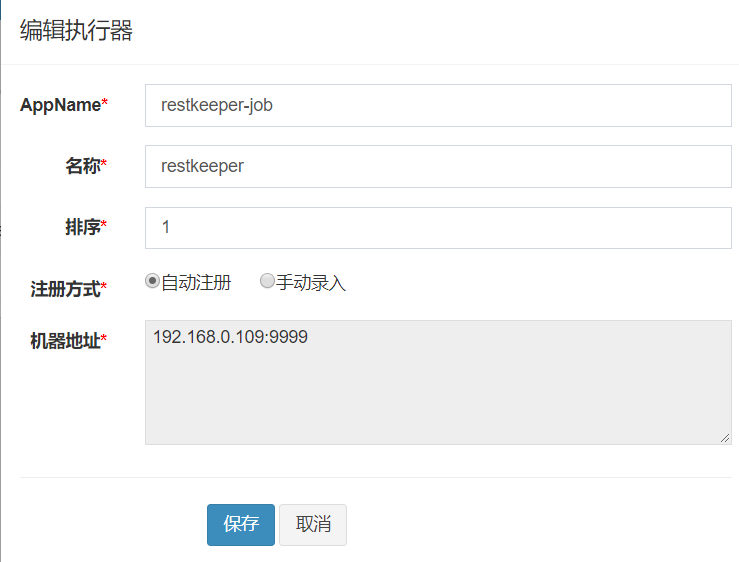 编辑执行器
AppName* restkeeper-job
名称* restkeeper
排序* 1
注册方式* 自动注册 手动录入
机器地址* 192.168.0.109:9999
保存 取消